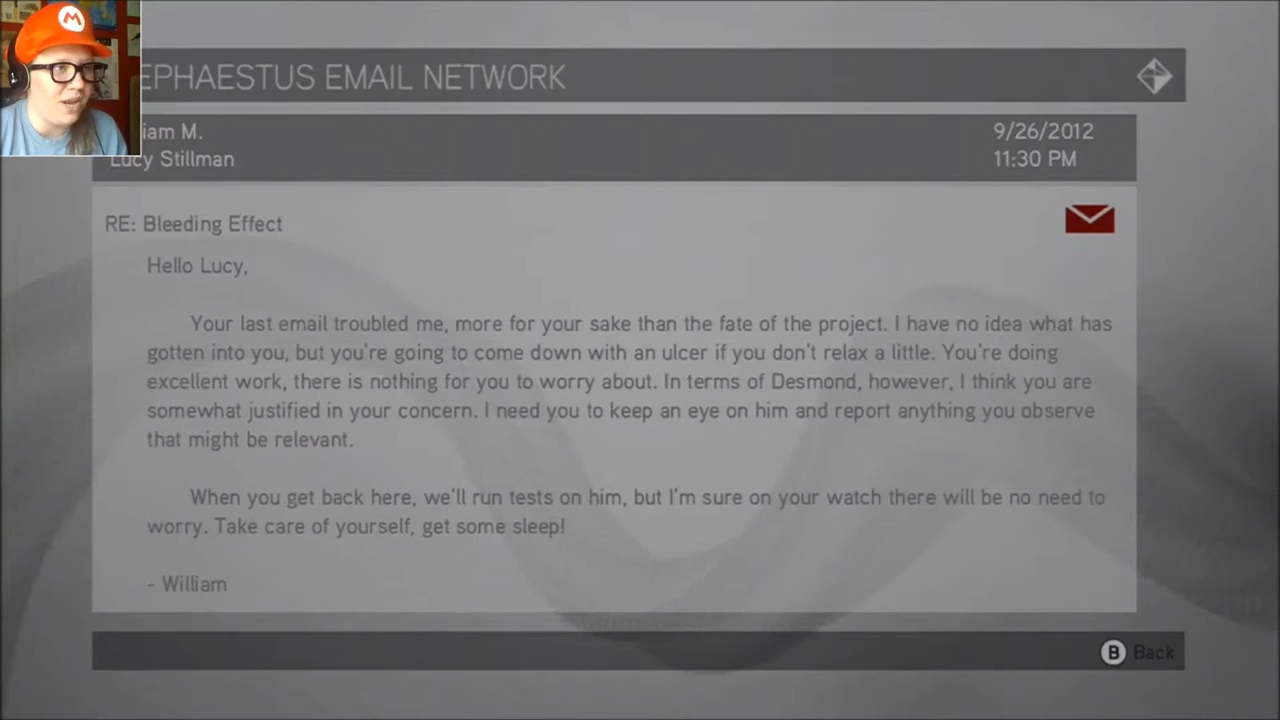 M
EPHAESTUS EMAIL NETWORK
iam M.
9/26/2012
Lucy Stillman
11:30 PM
RE: Bleeding Effect
Hello Lucy,
Your last email troubled me, more for your sake than the fate of the project. I have no idea what has
gotten into you, but you're going to come down with an ulcer if you don't relax a little. You're doing
excellent work, there is nothing for you to worry about. In terms of Desmond, however, I think you are
somewhat justified in your concern. I need you to keep an eye on him and report anything you observe
that might be relevant.
When you get back here, we'll run tests on him, but I'm sure on your watch there will be no need to
worry. Take care of yourself, get some sleep!
- William
B Back